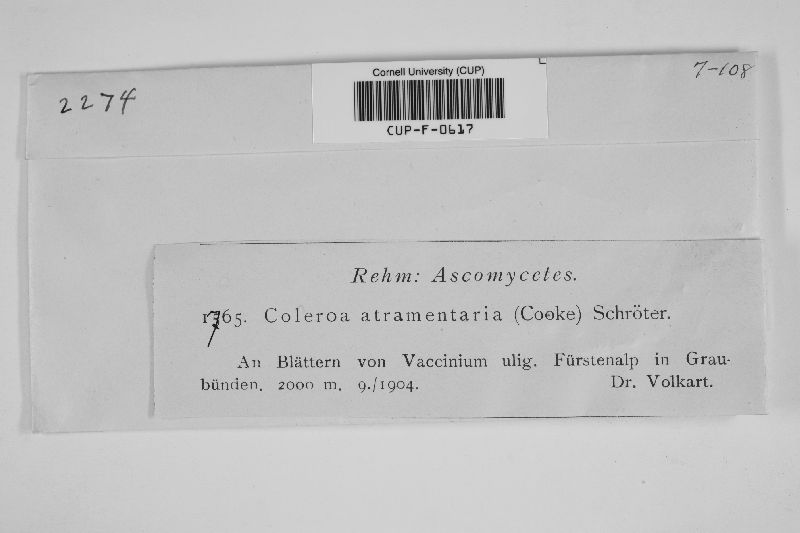 Cornell University (CUP)
CUP-F-0617
2274
7-108
Rehm: Ascomycetes.
1765. Coleroa atramentaria (Cooke) Schröter.
An Blättern von Vaccinium ulig. Fürstenalp in Grau-
bünden. 2000 m. 9./1904. Dr. Volkart.